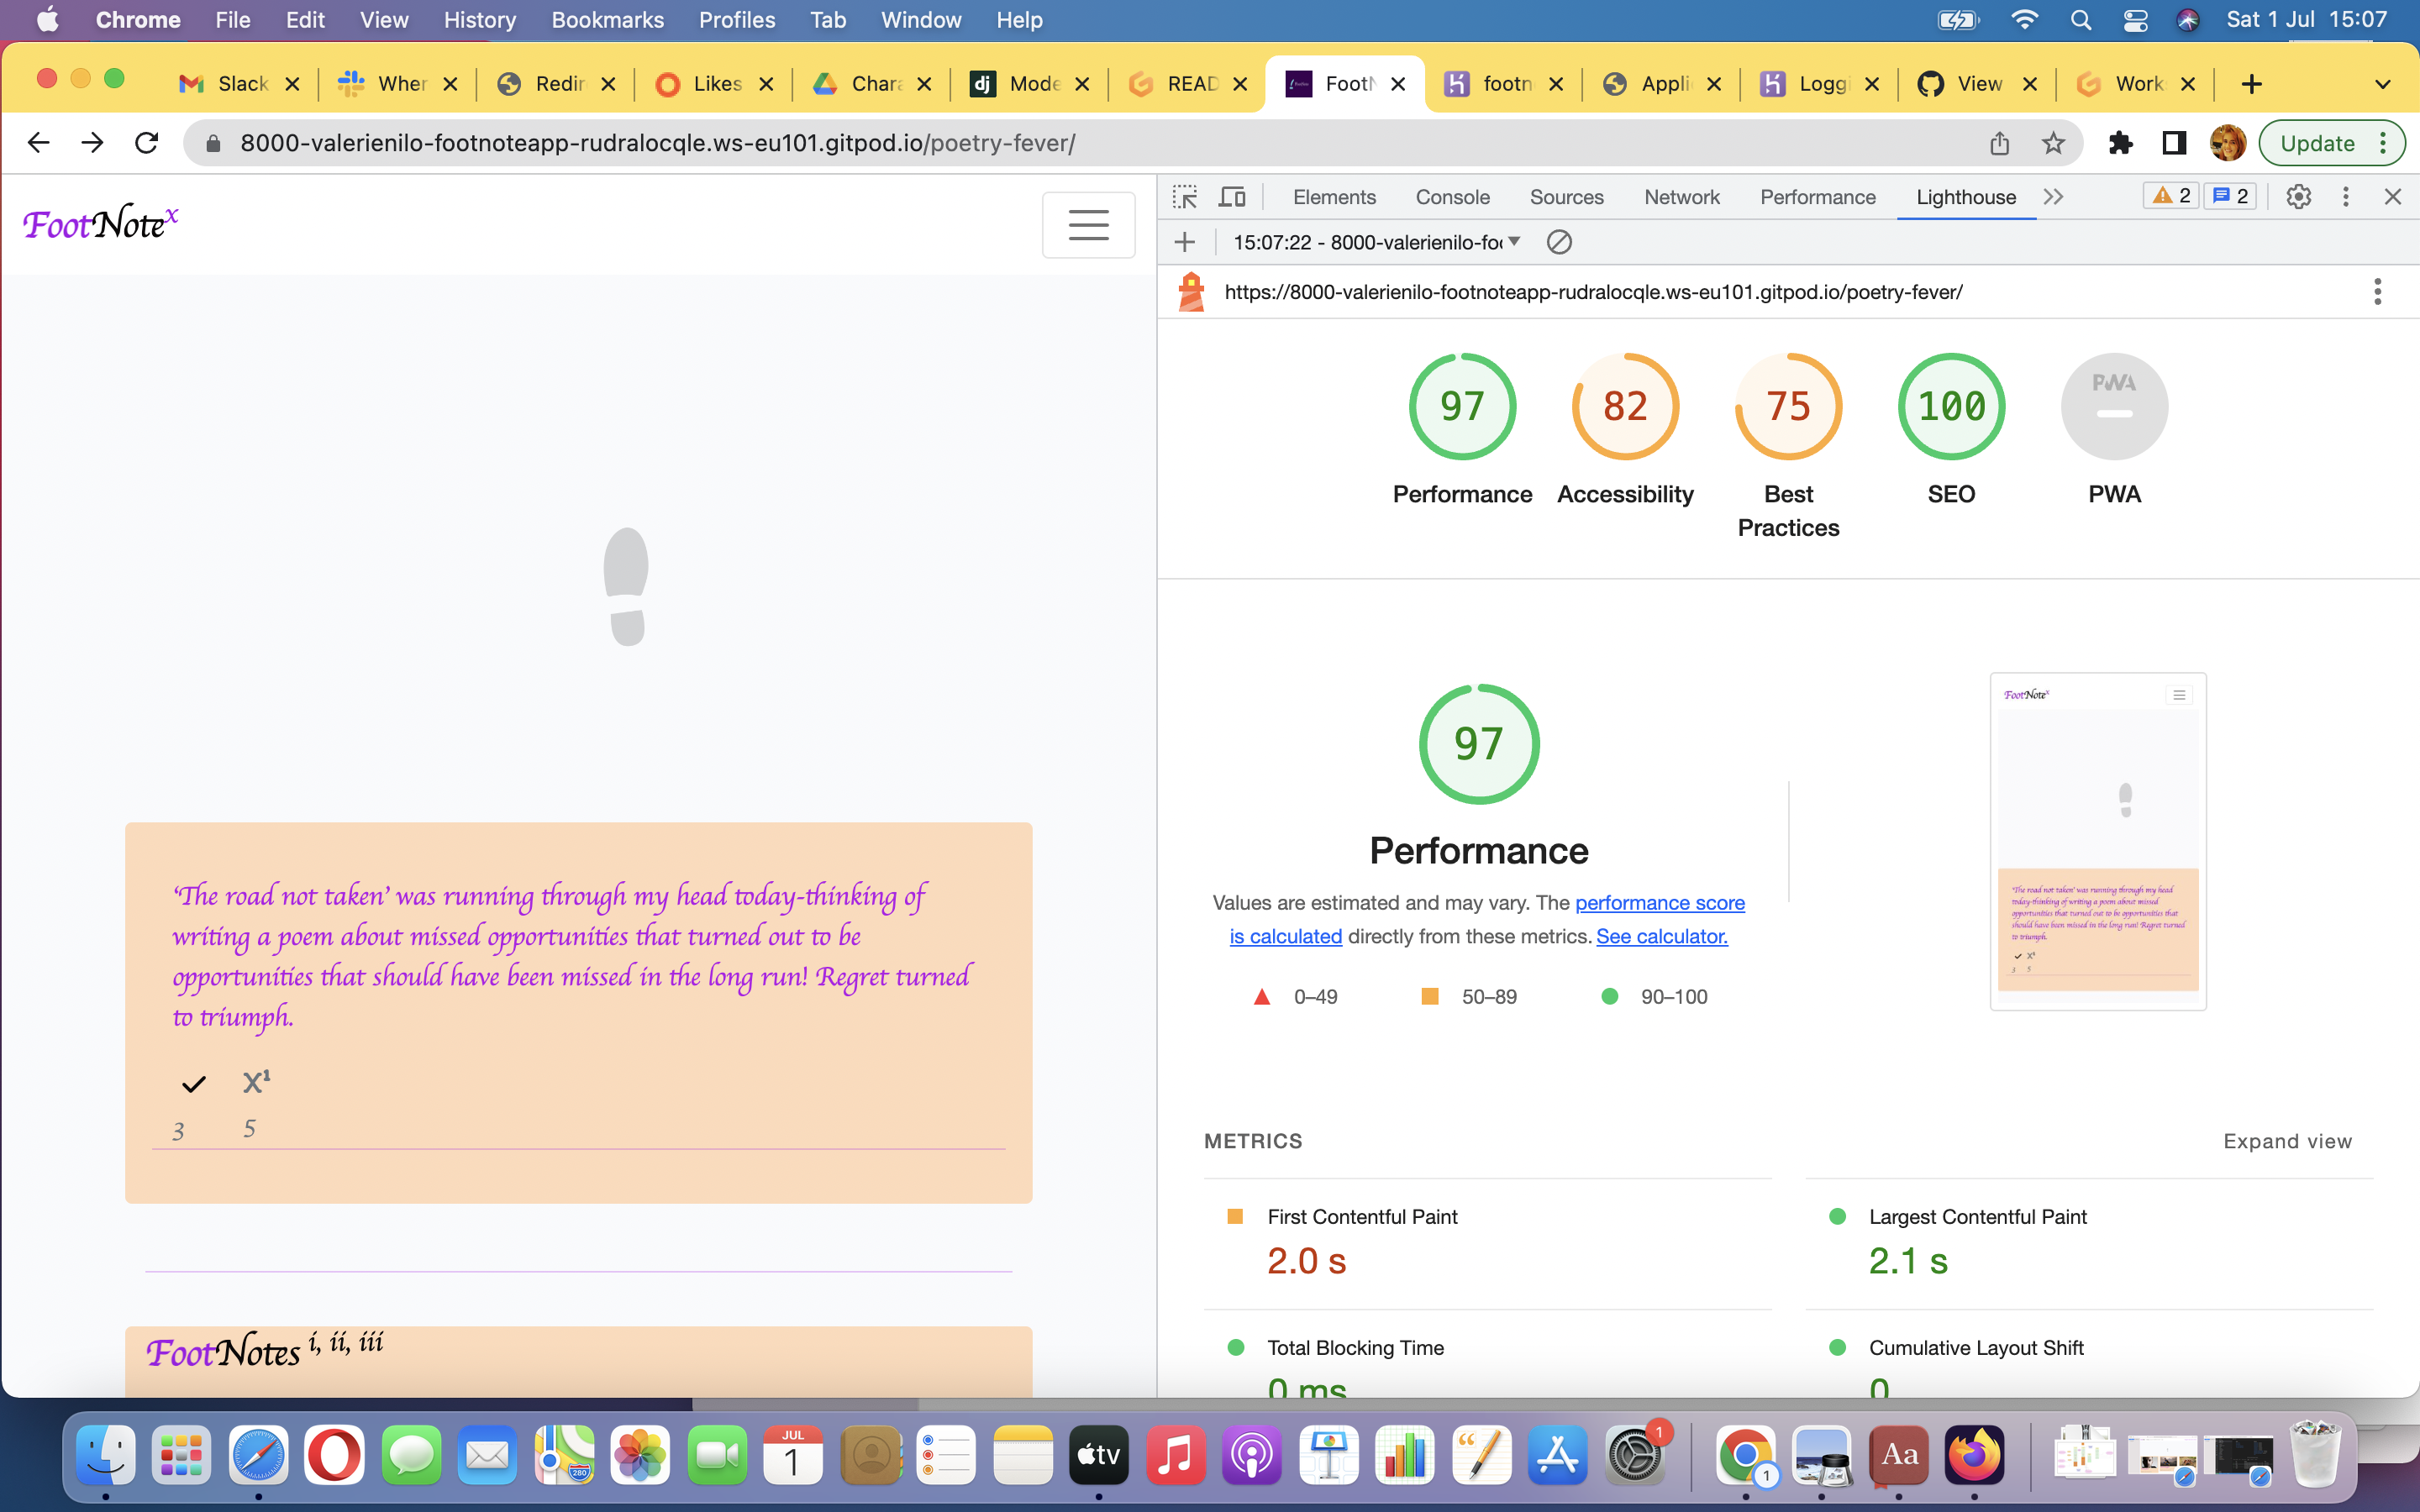 Chrome File Edit View History Bookmarks Profiles Tab Window Help Sat 1 Jul 15:07
Slack Redir Likes Chara Mode READ FootN footn Appli Loggi View Work
8000-valerienilo-footnoteapp-rudralocqle.ws-eu101.gitpod.io/poetry-fever/ Update
FootNote x
‘The road not taken’ was running through my head today-thinking of
writing a poem about missed opportunities that turned out to be
opportunities that should have been missed in the long run! Regret turned
to triumph.
X¹
3 5
FootNotes i, ii, iii
Elements Console Sources Network Performance Lighthouse 2 2
15:07:22 - 8000-valerienilo-foo
https://8000-valerienilo-footnoteapp-rudralocqle.ws-eu101.gitpod.io/poetry-fever/
97 82 75 100 PWA
Performance Accessibility Best Practices SEO PWA
97
Performance
Values are estimated and may vary. The performance score
is calculated directly from these metrics. See calculator.
0–49 50–89 90–100
FootNote x
‘The road not taken’ was running through my head
today-thinking of writing a poem about missed
opportunities that turned out to be opportunities that
should have been missed in the long run! Regret turned
to triumph.
X¹
3 5
METRICS Expand view
First Contentful Paint
2.0 s
Largest Contentful Paint
2.1 s
Total Blocking Time
0 ms
Cumulative Layout Shift
0
JUL
1
280
tv
1
1
Aa